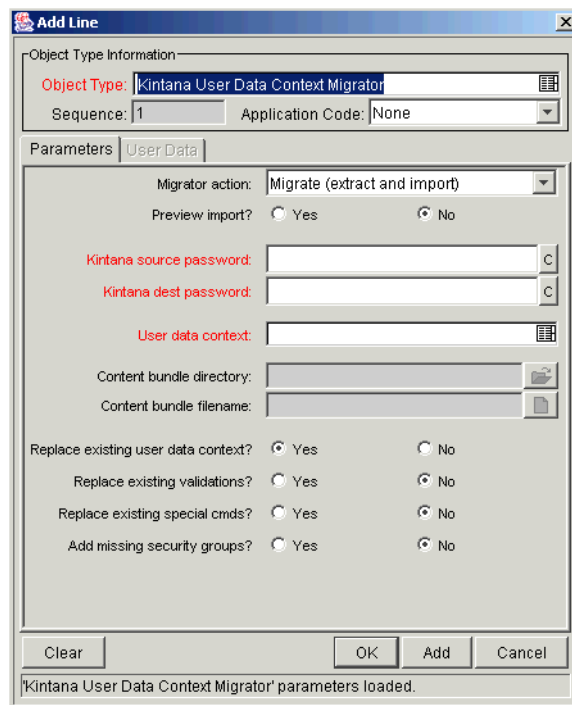 Add Line
Object Type Information
Object Type: Kintana User Data Context Migrator
Sequence: 1 Application Code: None
Parameters User Data
Migrator action: Migrate (extract and import)
Preview import? Yes No
Kintana source password: C
Kintana dest password: C
User data context:
Content bundle directory:
Content bundle filename:
Replace existing user data context? Yes No
Replace existing validations? Yes No
Replace existing special cmds? Yes No
Add missing security groups? Yes No
Clear OK Add Cancel
'Kintana User Data Context Migrator' parameters loaded.